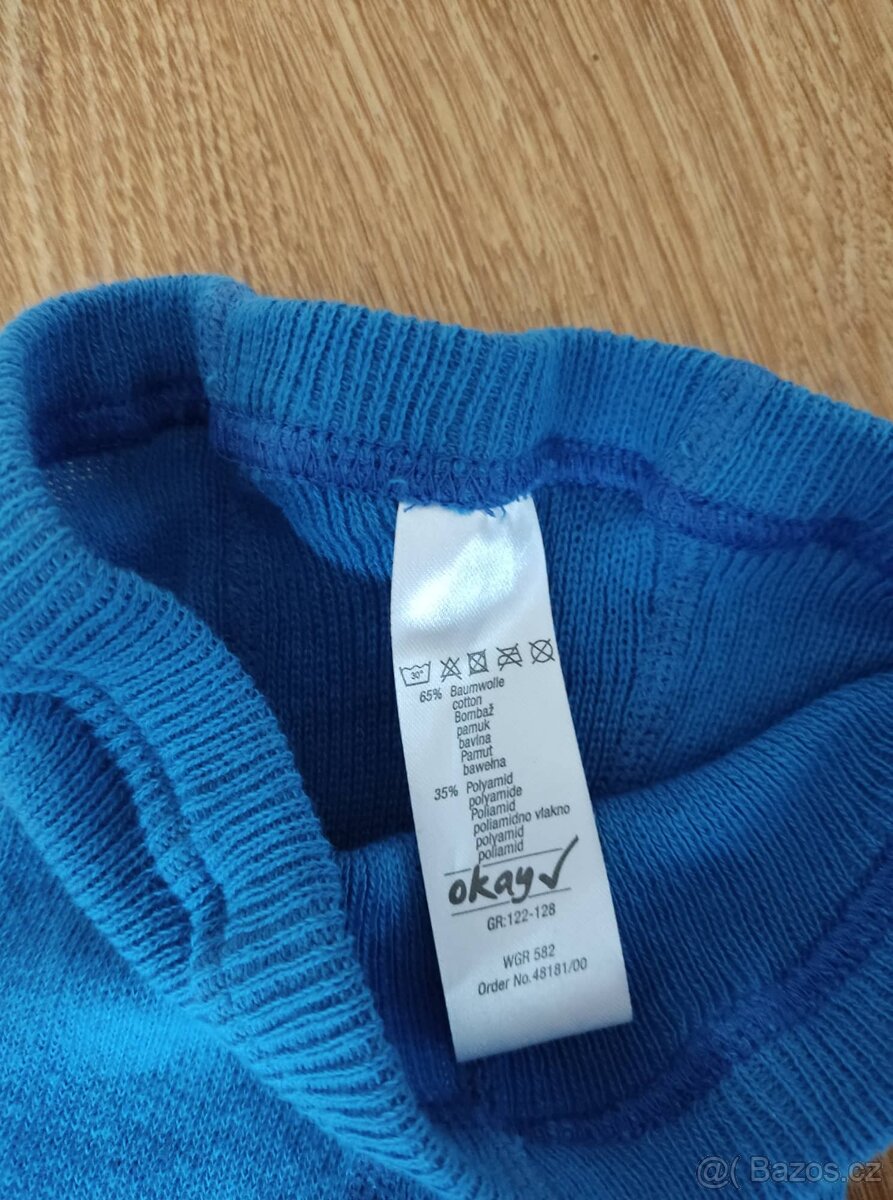 30°
65% Baumwolle
cotton
Bombaž
pamuk
bavlna
Pamut
bawełna
35% Polyamid
polyamide
Poliamid
poliamidno vlakno
polyamid
poliamid
okay
GR:122-128
WGR 582
Order No.48181/00
@( Bazos.cz